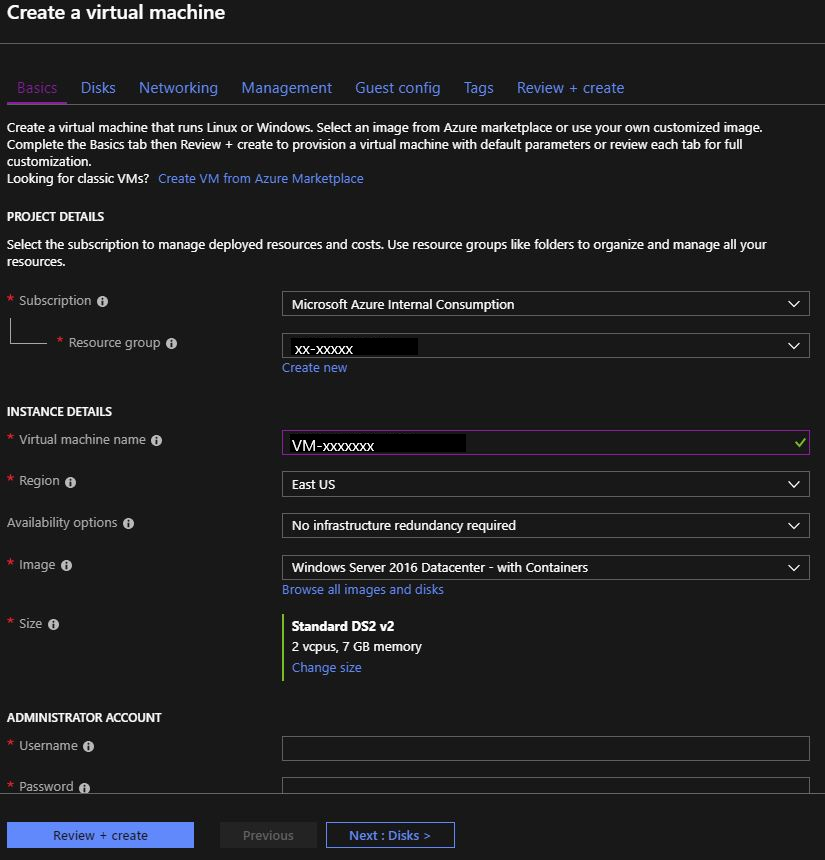 Create a virtual machine
Basics Disks Networking Management Guest config Tags Review + create
Create a virtual machine that runs Linux or Windows. Select an image from Azure marketplace or use your own customized image.
Complete the Basics tab then Review + create to provision a virtual machine with default parameters or review each tab for full
customization.
Looking for classic VMs? Create VM from Azure Marketplace
PROJECT DETAILS
Select the subscription to manage deployed resources and costs. Use resource groups like folders to organize and manage all your
resources.
* Subscription Microsoft Azure Internal Consumption
* Resource group xx-xxxxx
Create new
INSTANCE DETAILS
* Virtual machine name VM-xxxxxxx
* Region East US
Availability options No infrastructure redundancy required
* Image Windows Server 2016 Datacenter - with Containers
Browse all images and disks
* Size Standard DS2 v2
2 vcpus, 7 GB memory
Change size
ADMINISTRATOR ACCOUNT
* Username
* Password
Review + create Previous Next : Disks >